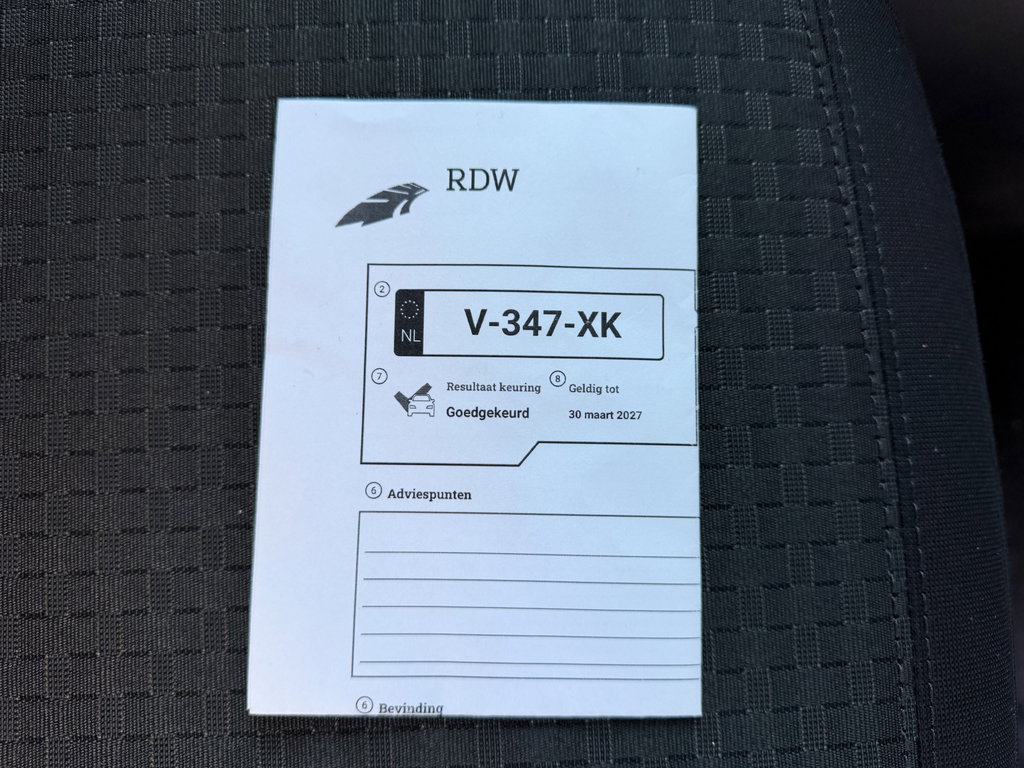 RDW
2
NL V-347-XK
7 Resultaat keuring 8 Geldig tot
Goedgekeurd 30 maart 2027
6 Adviespunten
6 Bevinding